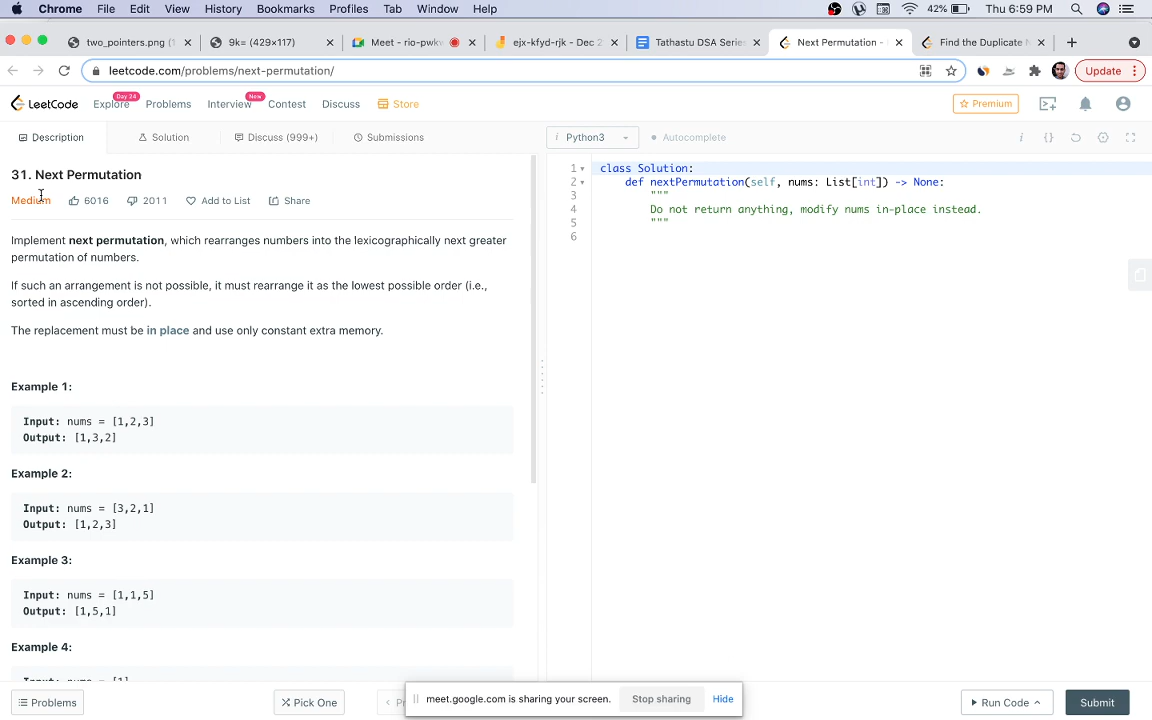 Chrome File Edit View History Bookmarks Profiles Tab Window Help 42% Thu 6:59 PM
two_pointers.png (1 9k= (429×117) Meet - rio-pwkv ejx-kfyd-rjk - Dec 2 Tathastu DSA Series Next Permutation - Find the Duplicate N
leetcode.com/problems/next-permutation/ Update
LeetCode Explore Day 24 Problems Interview New Contest Discuss Store Premium
Description Solution Discuss (999+) Submissions Python3 Autocomplete
31. Next Permutation
Medium 6016 2011 Add to List Share
Implement next permutation, which rearranges numbers into the lexicographically next greater
permutation of numbers.
If such an arrangement is not possible, it must rearrange it as the lowest possible order (i.e.,
sorted in ascending order).
The replacement must be in place and use only constant extra memory.
Example 1:
Input: nums = [1,2,3]
Output: [1,3,2]
Example 2:
Input: nums = [3,2,1]
Output: [1,2,3]
Example 3:
Input: nums = [1,1,5]
Output: [1,5,1]
Example 4:
Input: nums = [1]
1 class Solution:
2 def nextPermutation(self, nums: List[int]) -> None:
3 """
4 Do not return anything, modify nums in-place instead.
5 """
6
Problems Pick One meet.google.com is sharing your screen. Stop sharing Hide Run Code Submit